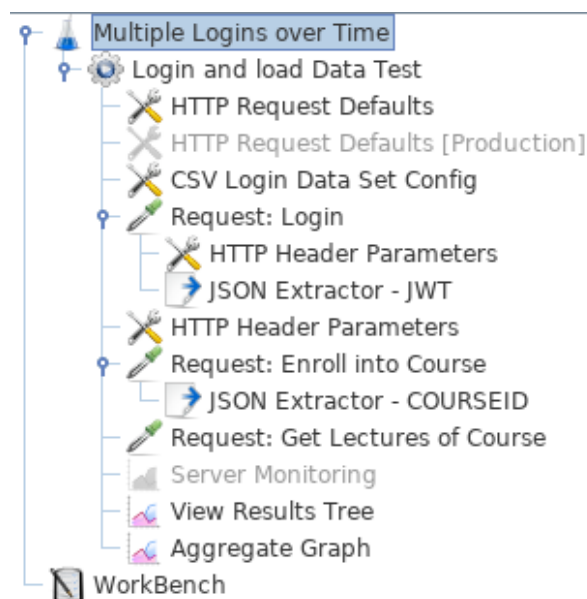 Multiple Logins over Time
Login and load Data Test
HTTP Request Defaults
HTTP Request Defaults [Production]
CSV Login Data Set Config
Request: Login
HTTP Header Parameters
JSON Extractor - JWT
HTTP Header Parameters
Request: Enroll into Course
JSON Extractor - COURSEID
Request: Get Lectures of Course
Server Monitoring
View Results Tree
Aggregate Graph
WorkBench